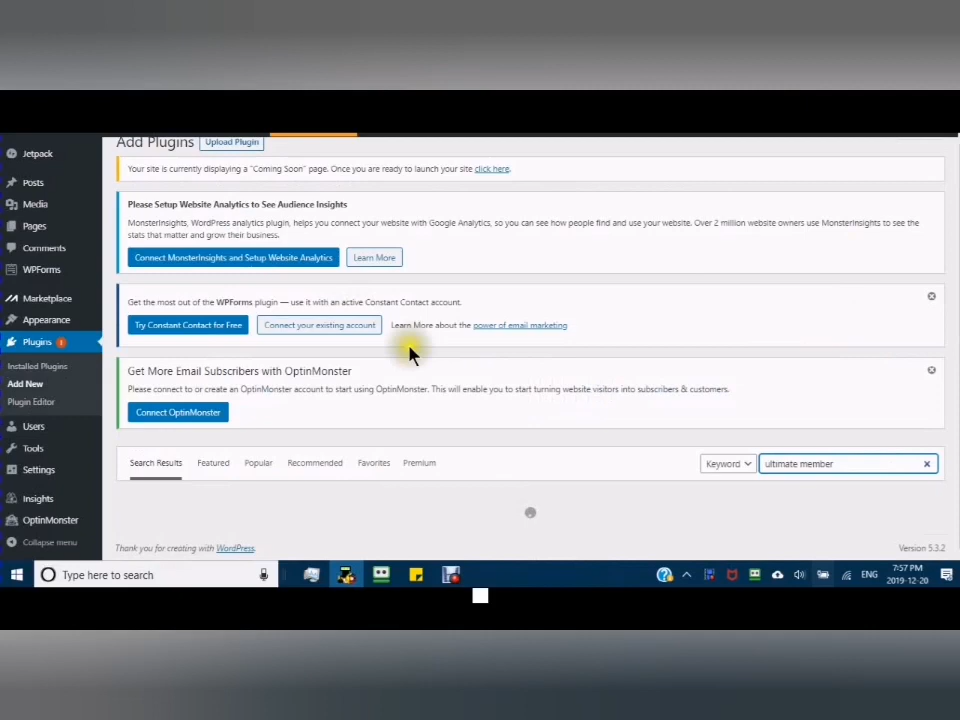 Jetpack
Posts
Media
Pages
Comments
WPForms
Marketplace
Appearance
Plugins 1
Installed Plugins
Add New
Plugin Editor
Users
Tools
Settings
Insights
OptinMonster
Collapse menu
Add Plugins Upload Plugin
Your site is currently displaying a "Coming Soon" page. Once you are ready to launch your site click here.
Please Setup Website Analytics to See Audience Insights
MonsterInsights, WordPress analytics plugin, helps you connect your website with Google Analytics, so you can see how people find and use your website. Over 2 million website owners use MonsterInsights to see the
stats that matter and grow their business.
Connect MonsterInsights and Setup Website Analytics Learn More
Get the most out of the WPForms plugin — use it with an active Constant Contact account.
Try Constant Contact for Free Connect your existing account Learn More about the power of email marketing
Get More Email Subscribers with OptinMonster
Please connect to or create an OptinMonster account to start using OptinMonster. This will enable you to start turning website visitors into subscribers & customers.
Connect OptinMonster
Search Results Featured Popular Recommended Favorites Premium Keyword ultimate member
Thank you for creating with WordPress. Version 5.3.2
Type here to search ENG 7:57 PM
2019-12-20